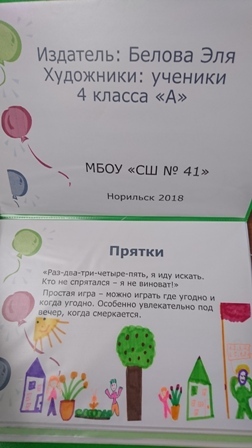 Издатель: Белова Эля
Художники: ученики
4 класса «А»
МБОУ «СШ № 41»
Норильск 2018
Прятки
«Раз-два-три-четыре-пять, я иду искать.
Кто не спрятался – я не виноват!»
Простая игра – можно играть где угодно и
когда угодно. Особенно увлекательно под
вечер, когда смеркается.